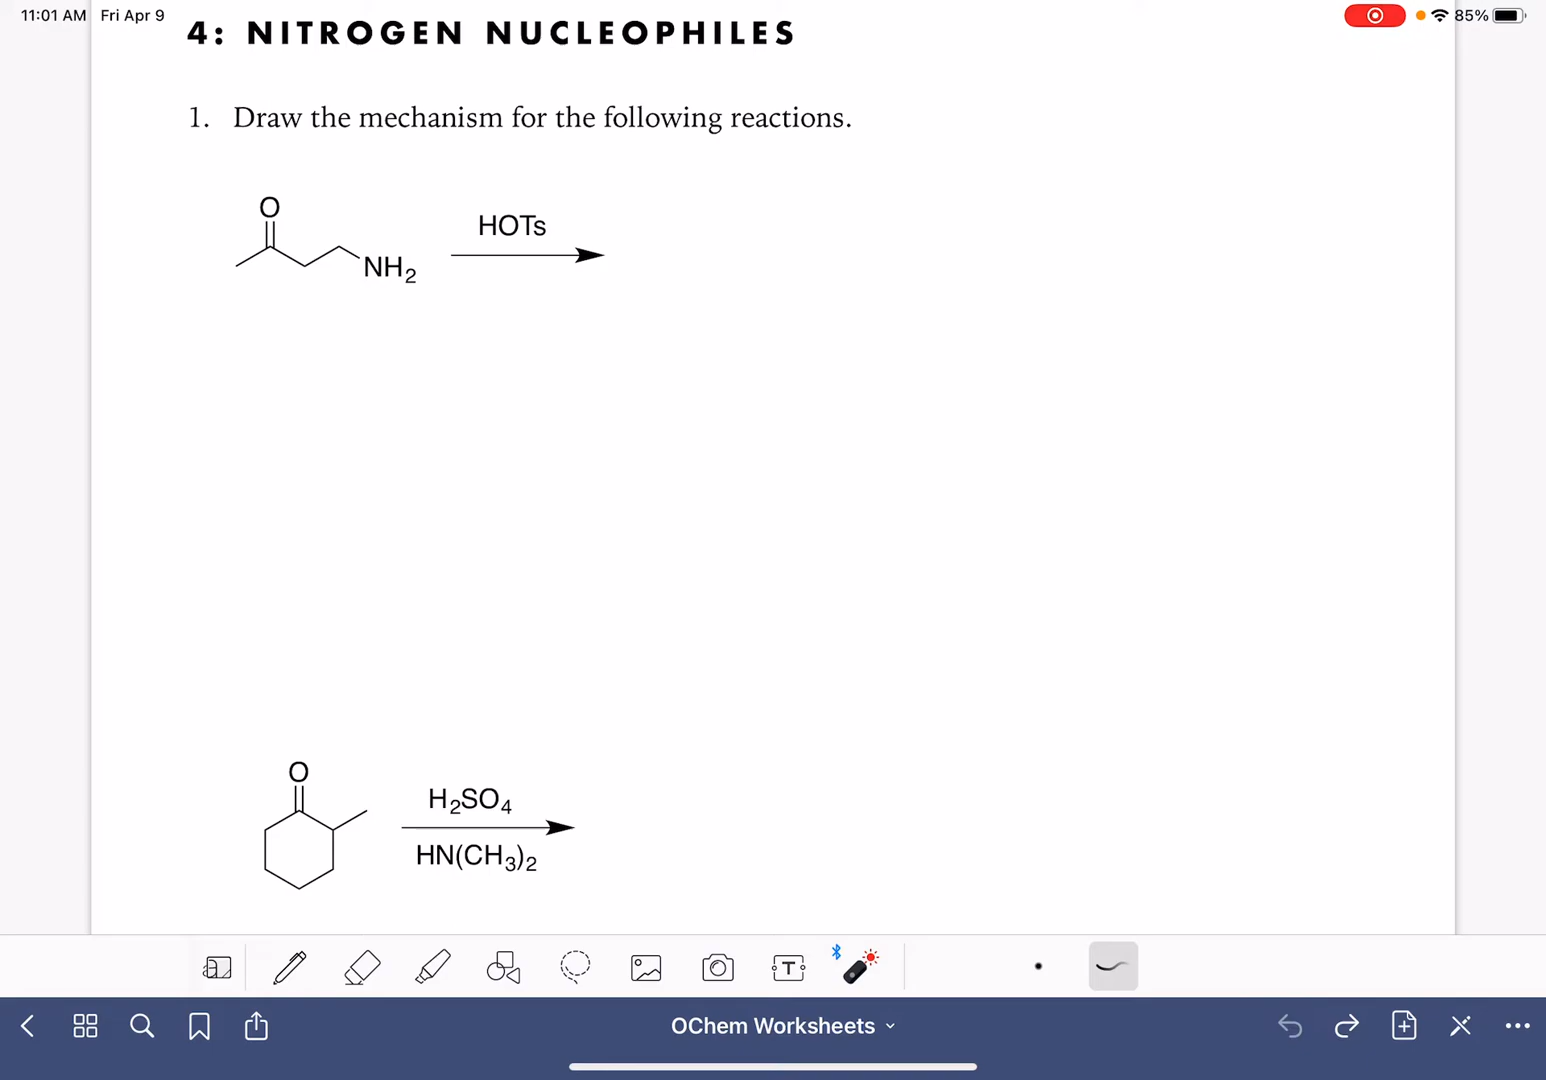 11:01 AM Fri Apr 9
85%
4: NITROGEN NUCLEOPHILES
1. Draw the mechanism for the following reactions.
O
HOTs
NH₂
O
H₂SO₄
HN(CH₃)₂
a
T
OChem Worksheets